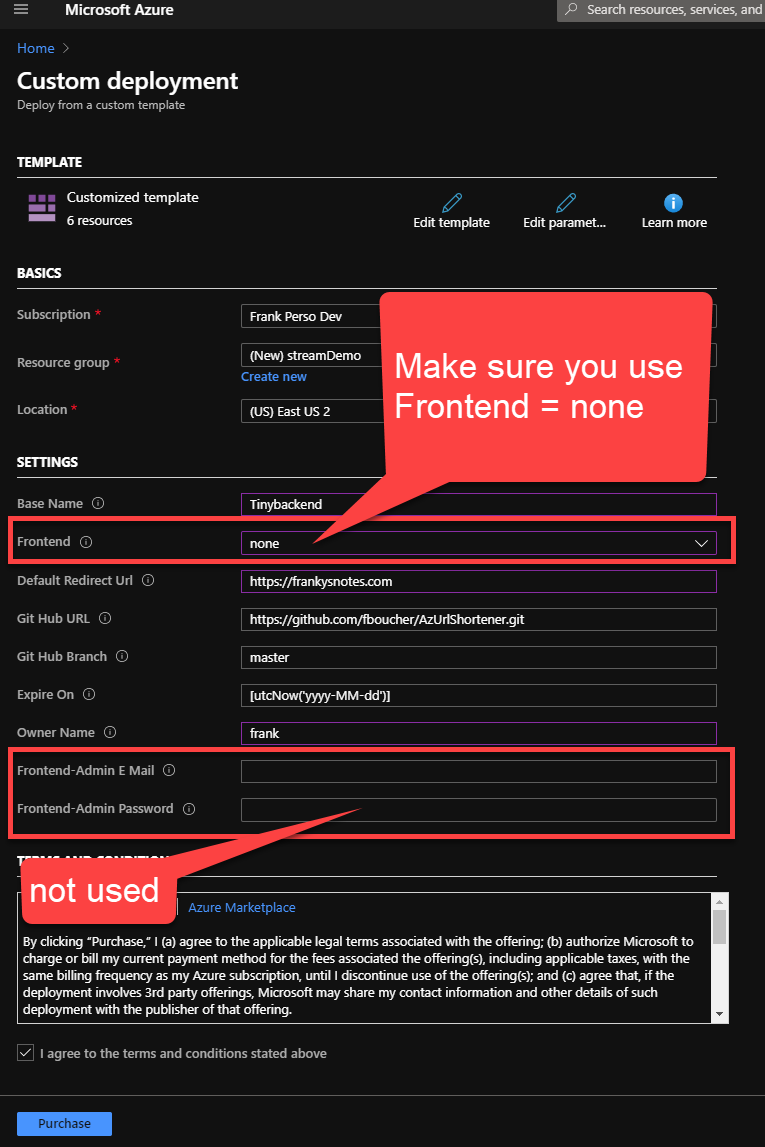 Microsoft Azure
Search resources, services, and
Home
Custom deployment
Deploy from a custom template
TEMPLATE
Customized template
6 resources
Edit template
Edit paramet...
Learn more
BASICS
Subscription *
Frank Perso Dev
Resource group *
(New) streamDemo
Create new
Location *
(US) East US 2
Make sure you use
Frontend = none
SETTINGS
Base Name
Tinybackend
Frontend
none
Default Redirect Url
https://frankysnotes.com
Git Hub URL
https://github.com/fboucher/AzUrlShortener.git
Git Hub Branch
master
Expire On
[utcNow('yyyy-MM-dd')]
Owner Name
frank
Frontend-Admin E Mail
Frontend-Admin Password
TERMS AND CONDITION
not used
Azure Marketplace
By clicking “Purchase,” I (a) agree to the applicable legal terms associated with the offering; (b) authorize Microsoft to
charge or bill my current payment method for the fees associated the offering(s), including applicable taxes, with the
same billing frequency as my Azure subscription, until I discontinue use of the offering(s); and (c) agree that, if the
deployment involves 3rd party offerings, Microsoft may share my contact information and other details of such
deployment with the publisher of that offering.
I agree to the terms and conditions stated above
Purchase